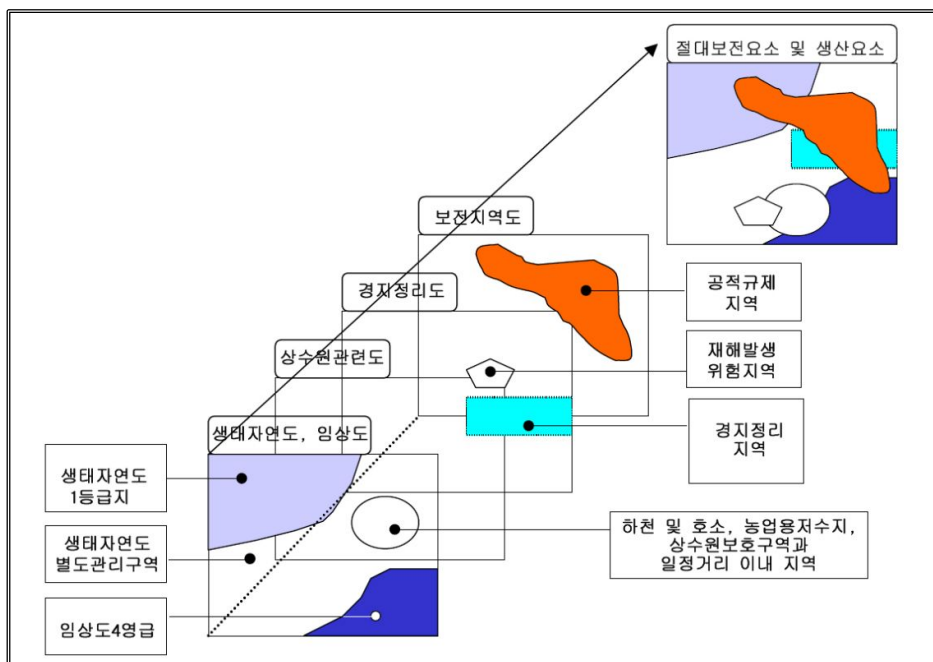 절대보전요소 및 생산요소
보전지역도
경지정리도
상수원관련도
생태자연도, 임상도
공적규제
지역
재해발생
위험지역
경지정리
지역
하천 및 호소, 농업용저수지,
상수원보호구역과
일정거리 이내 지역
생태자연도
1등급지
생태자연도
별도관리구역
임상도4영급